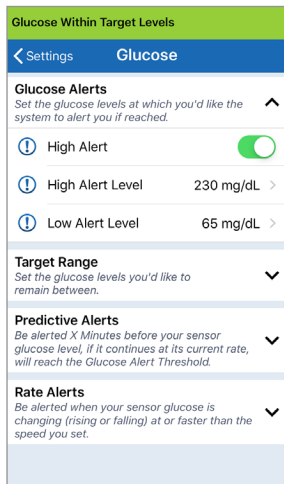 Glucose Within Target Levels
Settings Glucose
Glucose Alerts
Set the glucose levels at which you'd like the
system to alert you if reached.
High Alert
High Alert Level 230 mg/dL
Low Alert Level 65 mg/dL
Target Range
Set the glucose levels you'd like to
remain between.
Predictive Alerts
Be alerted X Minutes before your sensor
glucose level, if it continues at its current rate,
will reach the Glucose Alert Threshold.
Rate Alerts
Be alerted when your sensor glucose is
changing (rising or falling) at or faster than the
speed you set.